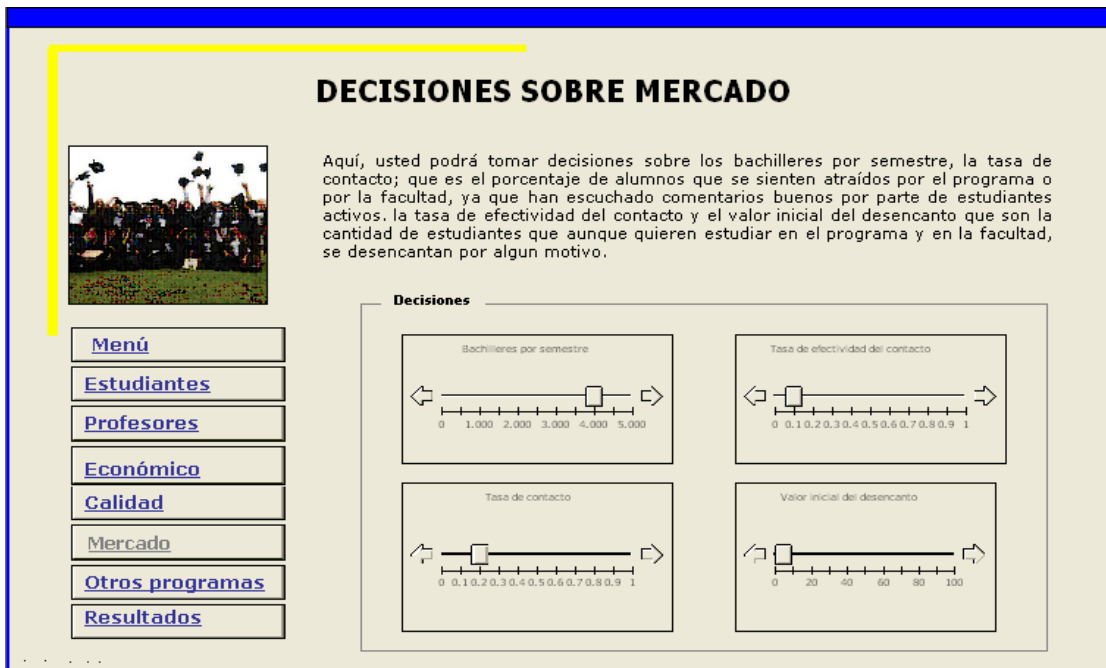 DECISIONES SOBRE MERCADO
Aquí, usted podrá tomar decisiones sobre los bachilleres por semestre, la tasa de
contacto; que es el porcentaje de alumnos que se sienten atraídos por el programa o
por la facultad, ya que han escuchado comentarios buenos por parte de estudiantes
activos. la tasa de efectividad del contacto y el valor inicial del desencanto que son la
cantidad de estudiantes que aunque quieren estudiar en el programa y en la facultad,
se desencantan por algun motivo.
Menú
Estudiantes
Profesores
Económico
Calidad
Mercado
Otros programas
Resultados
Decisiones
Bachilleres por semestre
0 1.000 2.000 3.000 4.000 5.000
Tasa de efectividad del contacto
0 0.1 0.2 0.3 0.4 0.5 0.6 0.7 0.8 0.9 1
Tasa de contacto
0 0.1 0.2 0.3 0.4 0.5 0.6 0.7 0.8 0.9 1
Valor inicial del desencanto
0 20 40 60 80 100